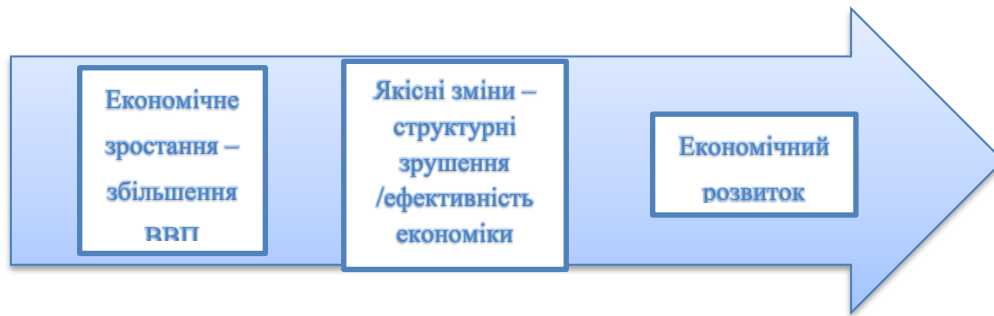 Економічне
зростання –
збільшення
ВВП
Якісні зміни –
структурні
зрушення
/ефективність
економіки
Економічний
розвиток